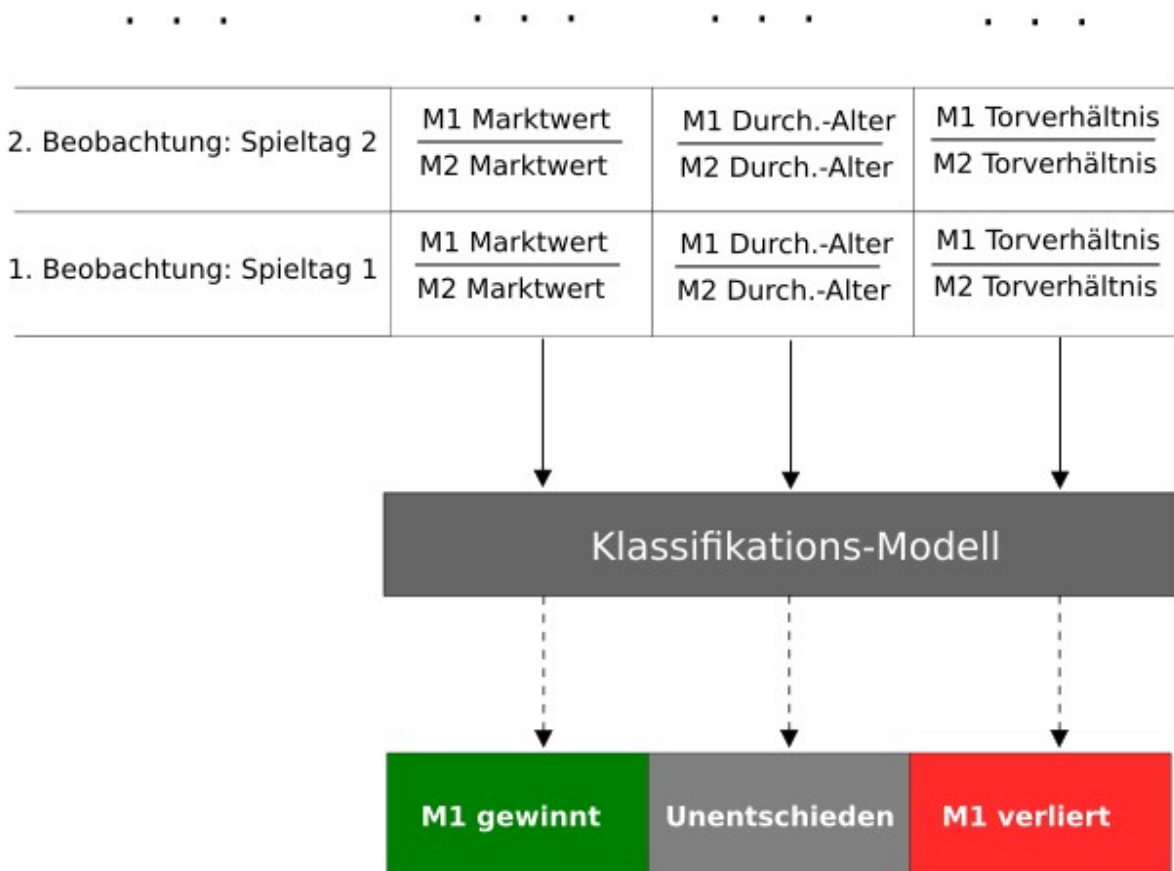 . . . . . . . . . . . .
2. Beobachtung: Spieltag 2
M1 Marktwert
M2 Marktwert
M1 Durch.-Alter
M2 Durch.-Alter
M1 Torverhältnis
M2 Torverhältnis
1. Beobachtung: Spieltag 1
M1 Marktwert
M2 Marktwert
M1 Durch.-Alter
M2 Durch.-Alter
M1 Torverhältnis
M2 Torverhältnis
Klassifikations-Modell
M1 gewinnt
Unentschieden
M1 verliert